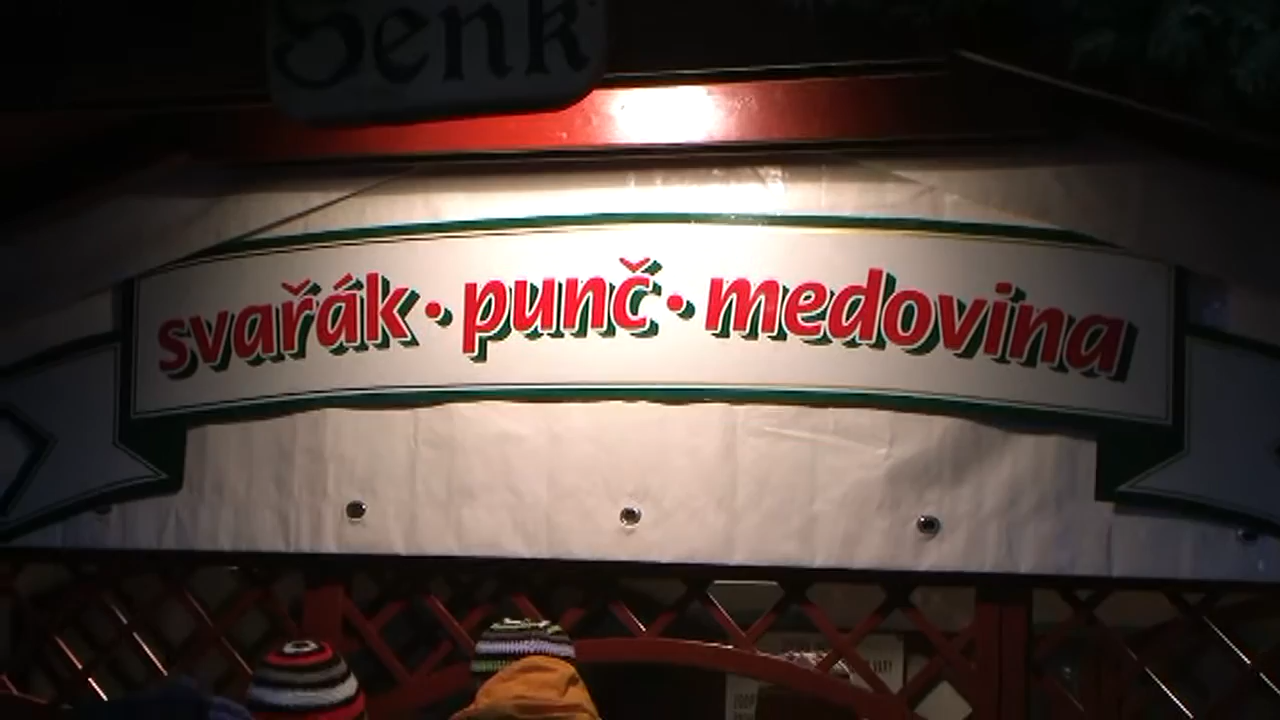 Šenk
svařák • punč • medovina